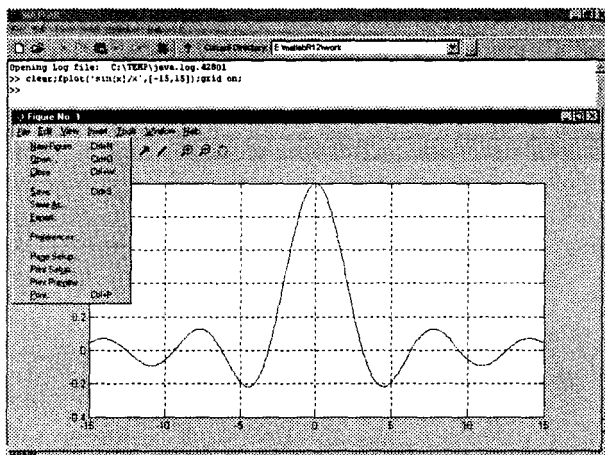 Current Directory: E:\matlabR12\work
Opening Log file: C:\TEMP\java.log.42801
>> clear;fplot('sin(x)/x',[-15,15]);grid on;
>>
Figure No. 1
File Edit View Insert Tools Window Help
New Figure Ctrl+N
Open... Ctrl+O
Close Ctrl+W
Save Ctrl+S
Save As...
Export...
Preferences...
Page Setup...
Print Setup...
Print Preview...
Print... Ctrl+P
0.2
0
-0.2
-0.4
-15 -10 -5 0 5 10 15